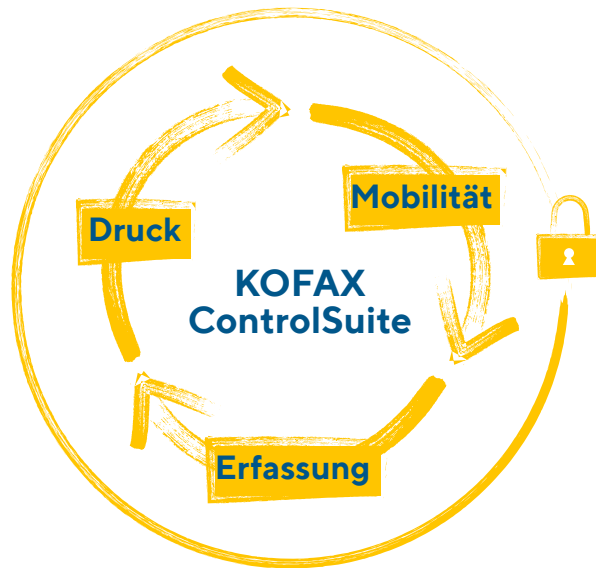 Mobilität
Druck
KOFAX
ControlSuite
Erfassung